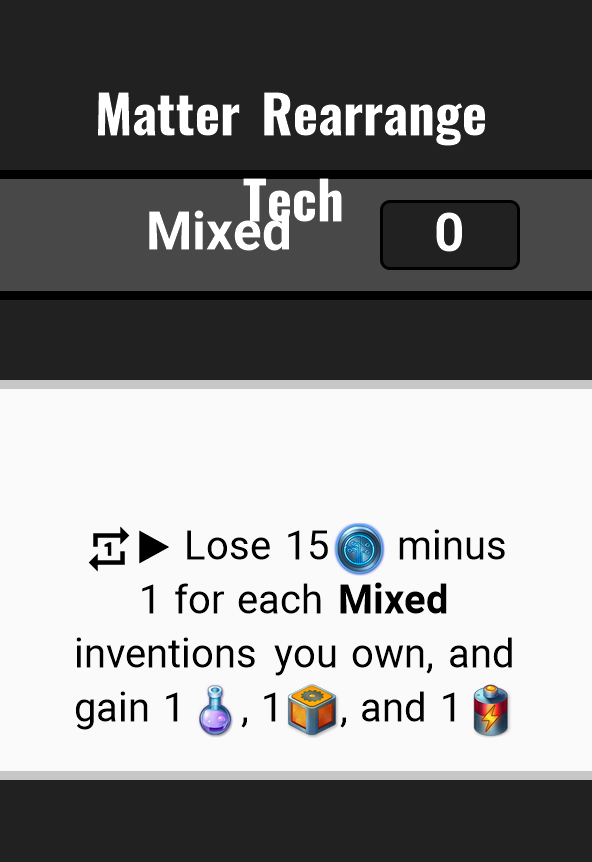 Matter Rearrange
Tech
Mixed 0
Lose 15 minus
1 for each Mixed
inventions you own, and
gain 1 , 1 , and 1